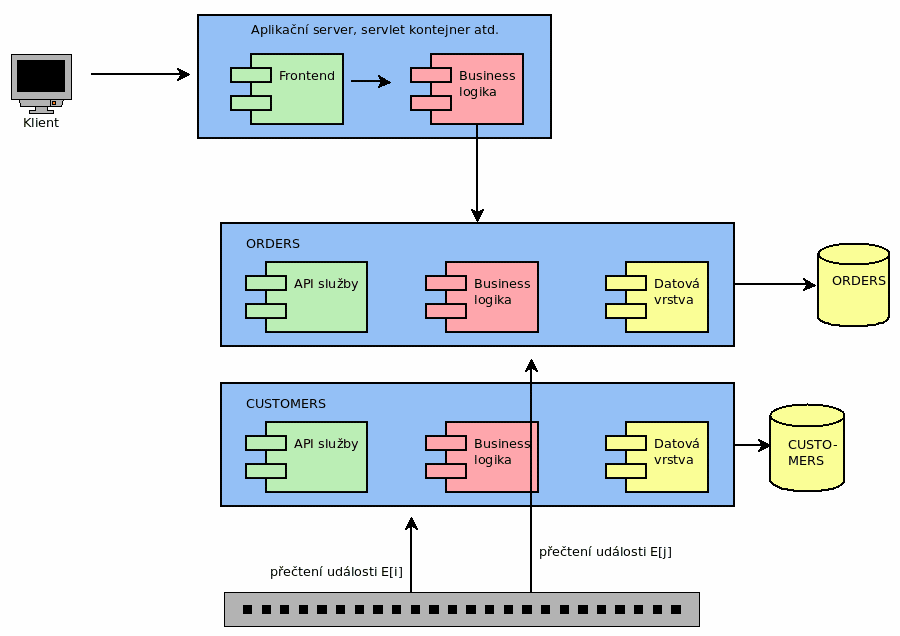 Aplikační server, servlet kontejner atd.
Frontend
Business
logika
Klient
ORDERS
API služby
Business
logika
Datová
vrstva
ORDERS
CUSTOMERS
API služby
Business
logika
Datová
vrstva
CUSTO-
MERS
přečtení události E[j]
přečtení události E[i]